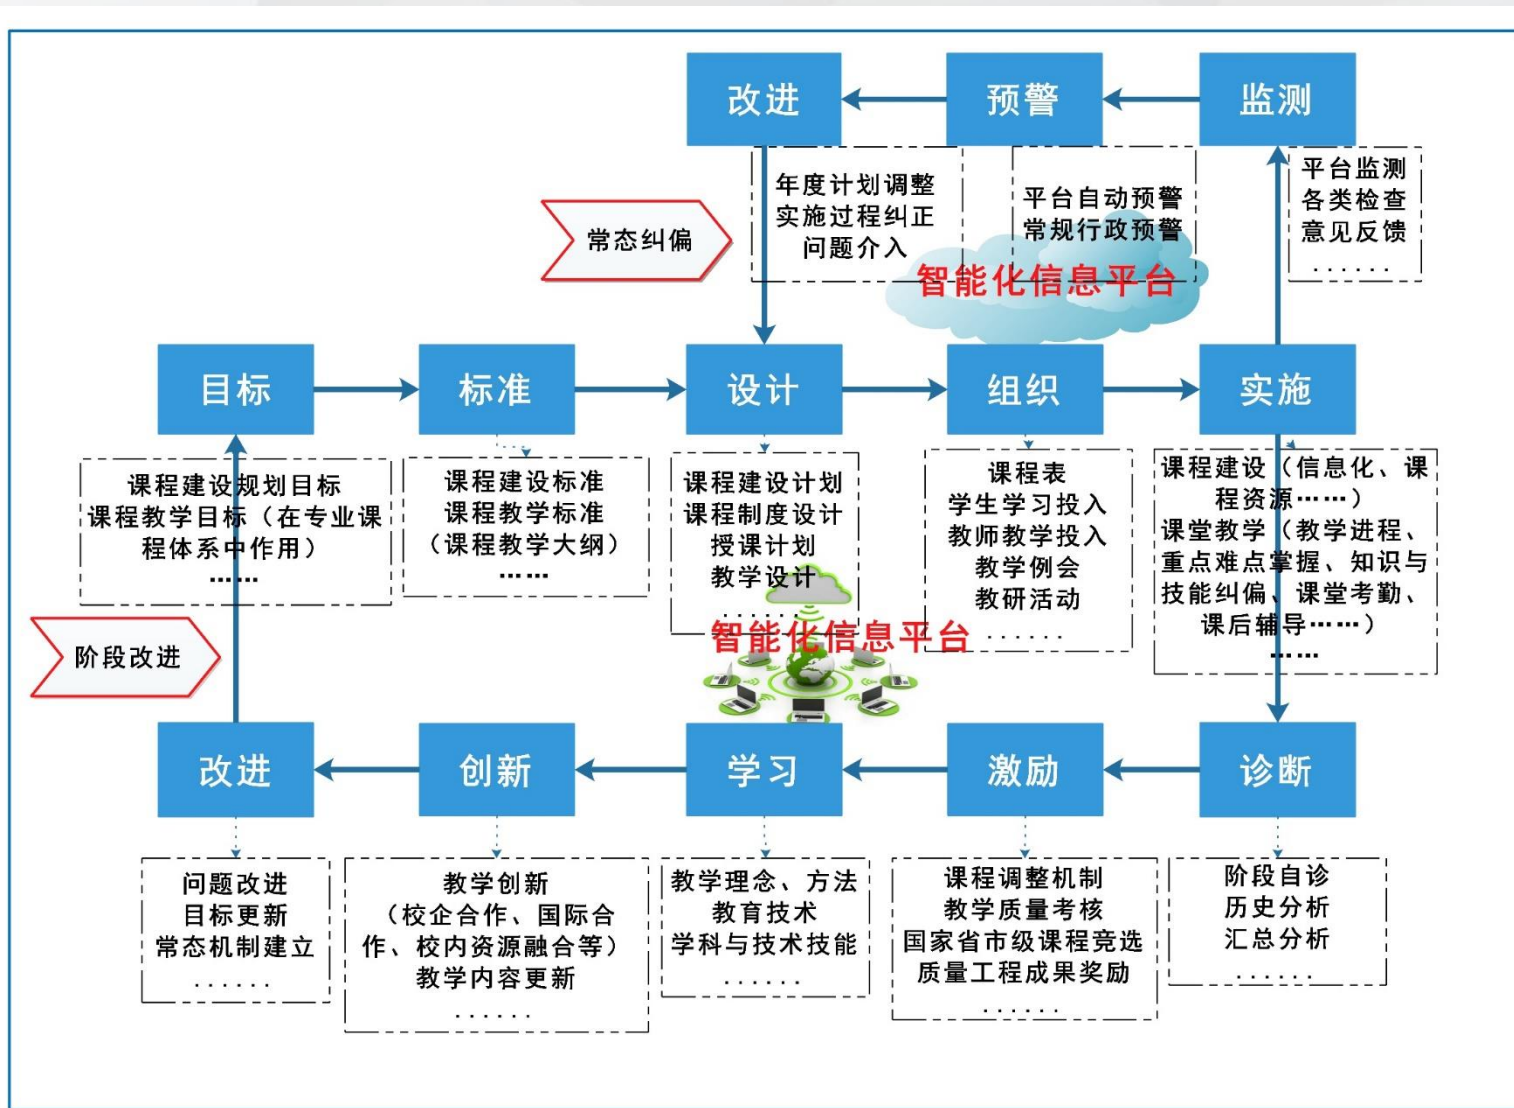 改进
预警
监测
年度计划调整
实施过程纠正
问题介入
平台自动预警
常规行政预警
平台监测
各类检查
意见反馈
......
常态纠偏
智能化信息平台
目标
标准
设计
组织
实施
课程建设规划目标
课程教学目标（在专业课
程体系中作用）
……
课程建设标准
课程教学标准
（课程教学大纲）
……
课程建设计划
课程制度设计
授课计划
教学设计
......
课程表
学生学习投入
教师教学投入
教学例会
教研活动
......
课程建设（信息化、课
程资源……）
课堂教学（教学进程、
重点难点掌握、知识与
技能纠偏、课堂考勤、
课后辅导……）
……
智能化信息平台
阶段改进
改进
创新
学习
激励
诊断
问题改进
目标更新
常态机制建立
......
教学创新
（校企合作、国际合
作、校内资源融合等）
教学内容更新
......
教学理念、方法
教育技术
学科与技术技能
......
课程调整机制
教学质量考核
国家省市级课程竞选
质量工程成果奖励
......
阶段自诊
历史分析
汇总分析
......